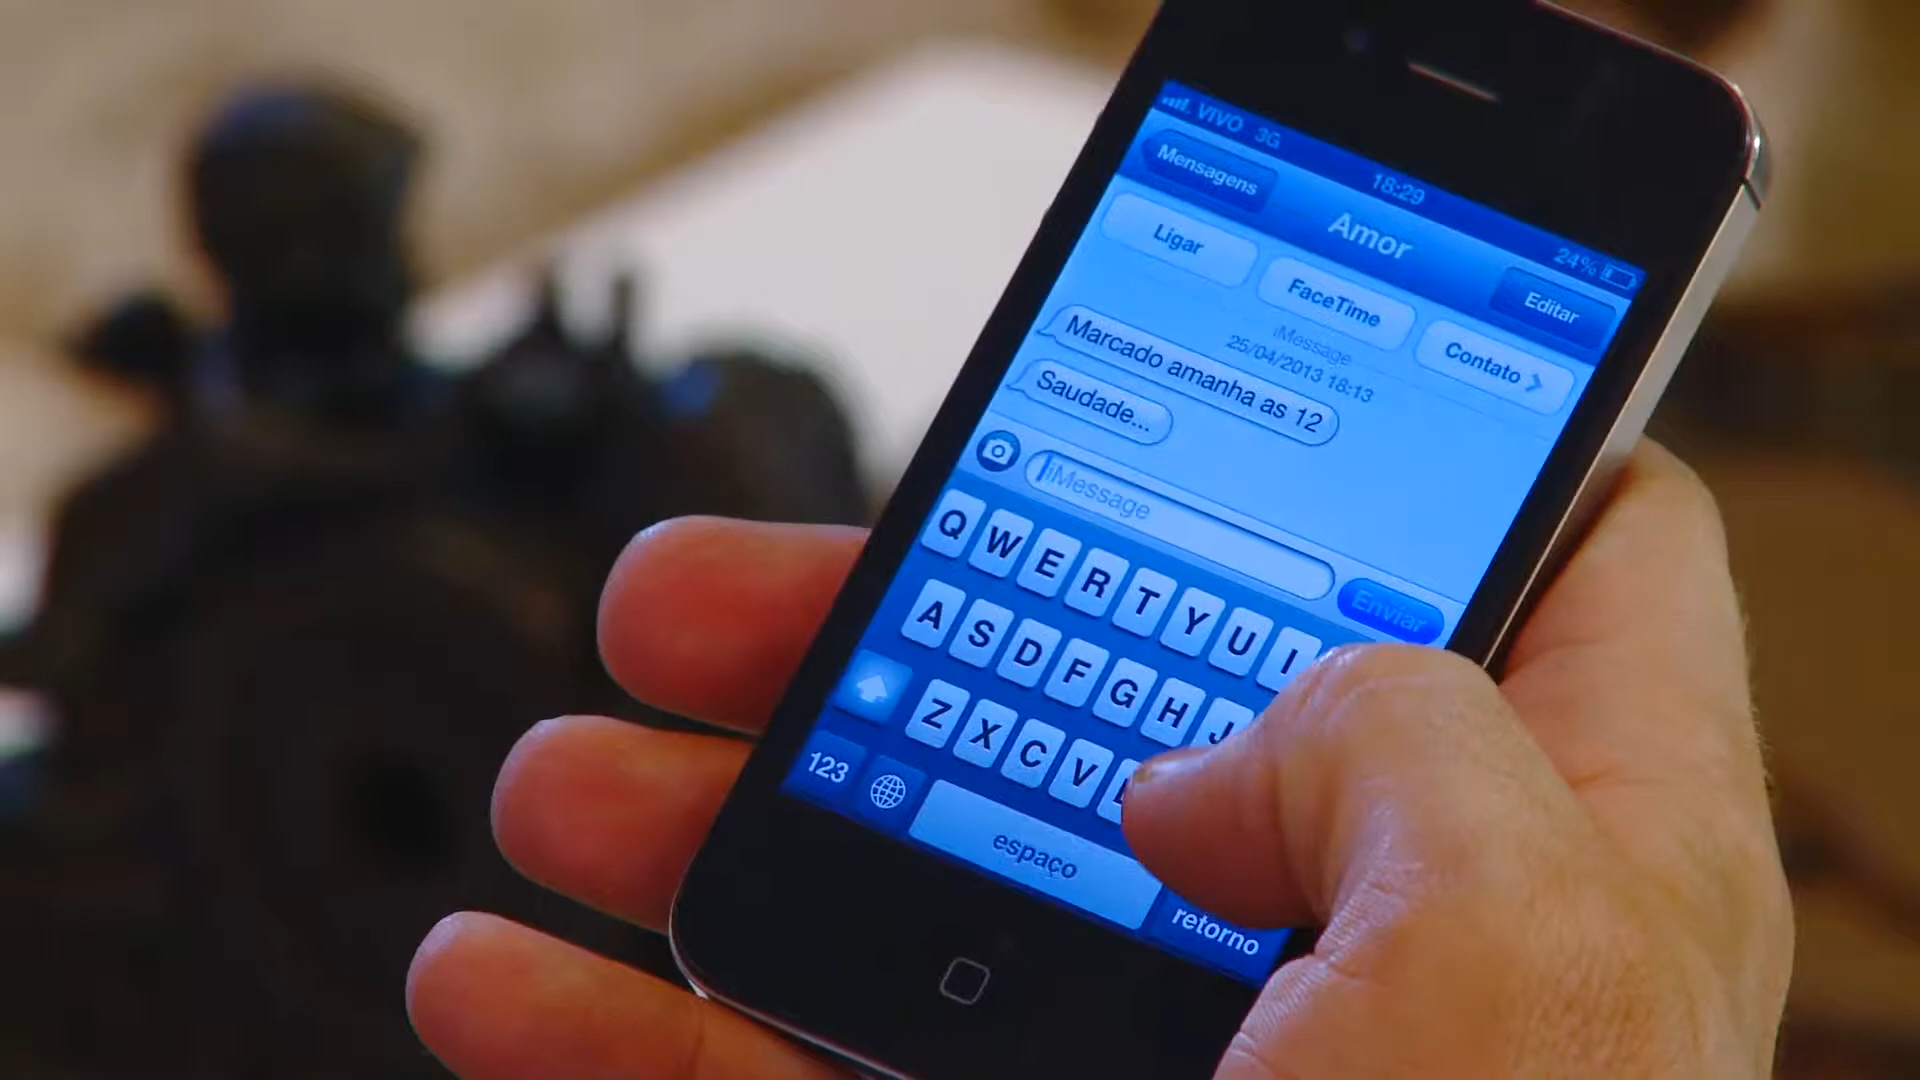 VIVO 3G 18:29 24%
Mensagens Amor Editar
Ligar FaceTime Contato
iMessage
25/04/2013 18:13
Marcado amanha as 12
Saudade...
iMessage Enviar
Q W E R T Y U I
A S D F G H J
Z X C V
123 espaço retorno